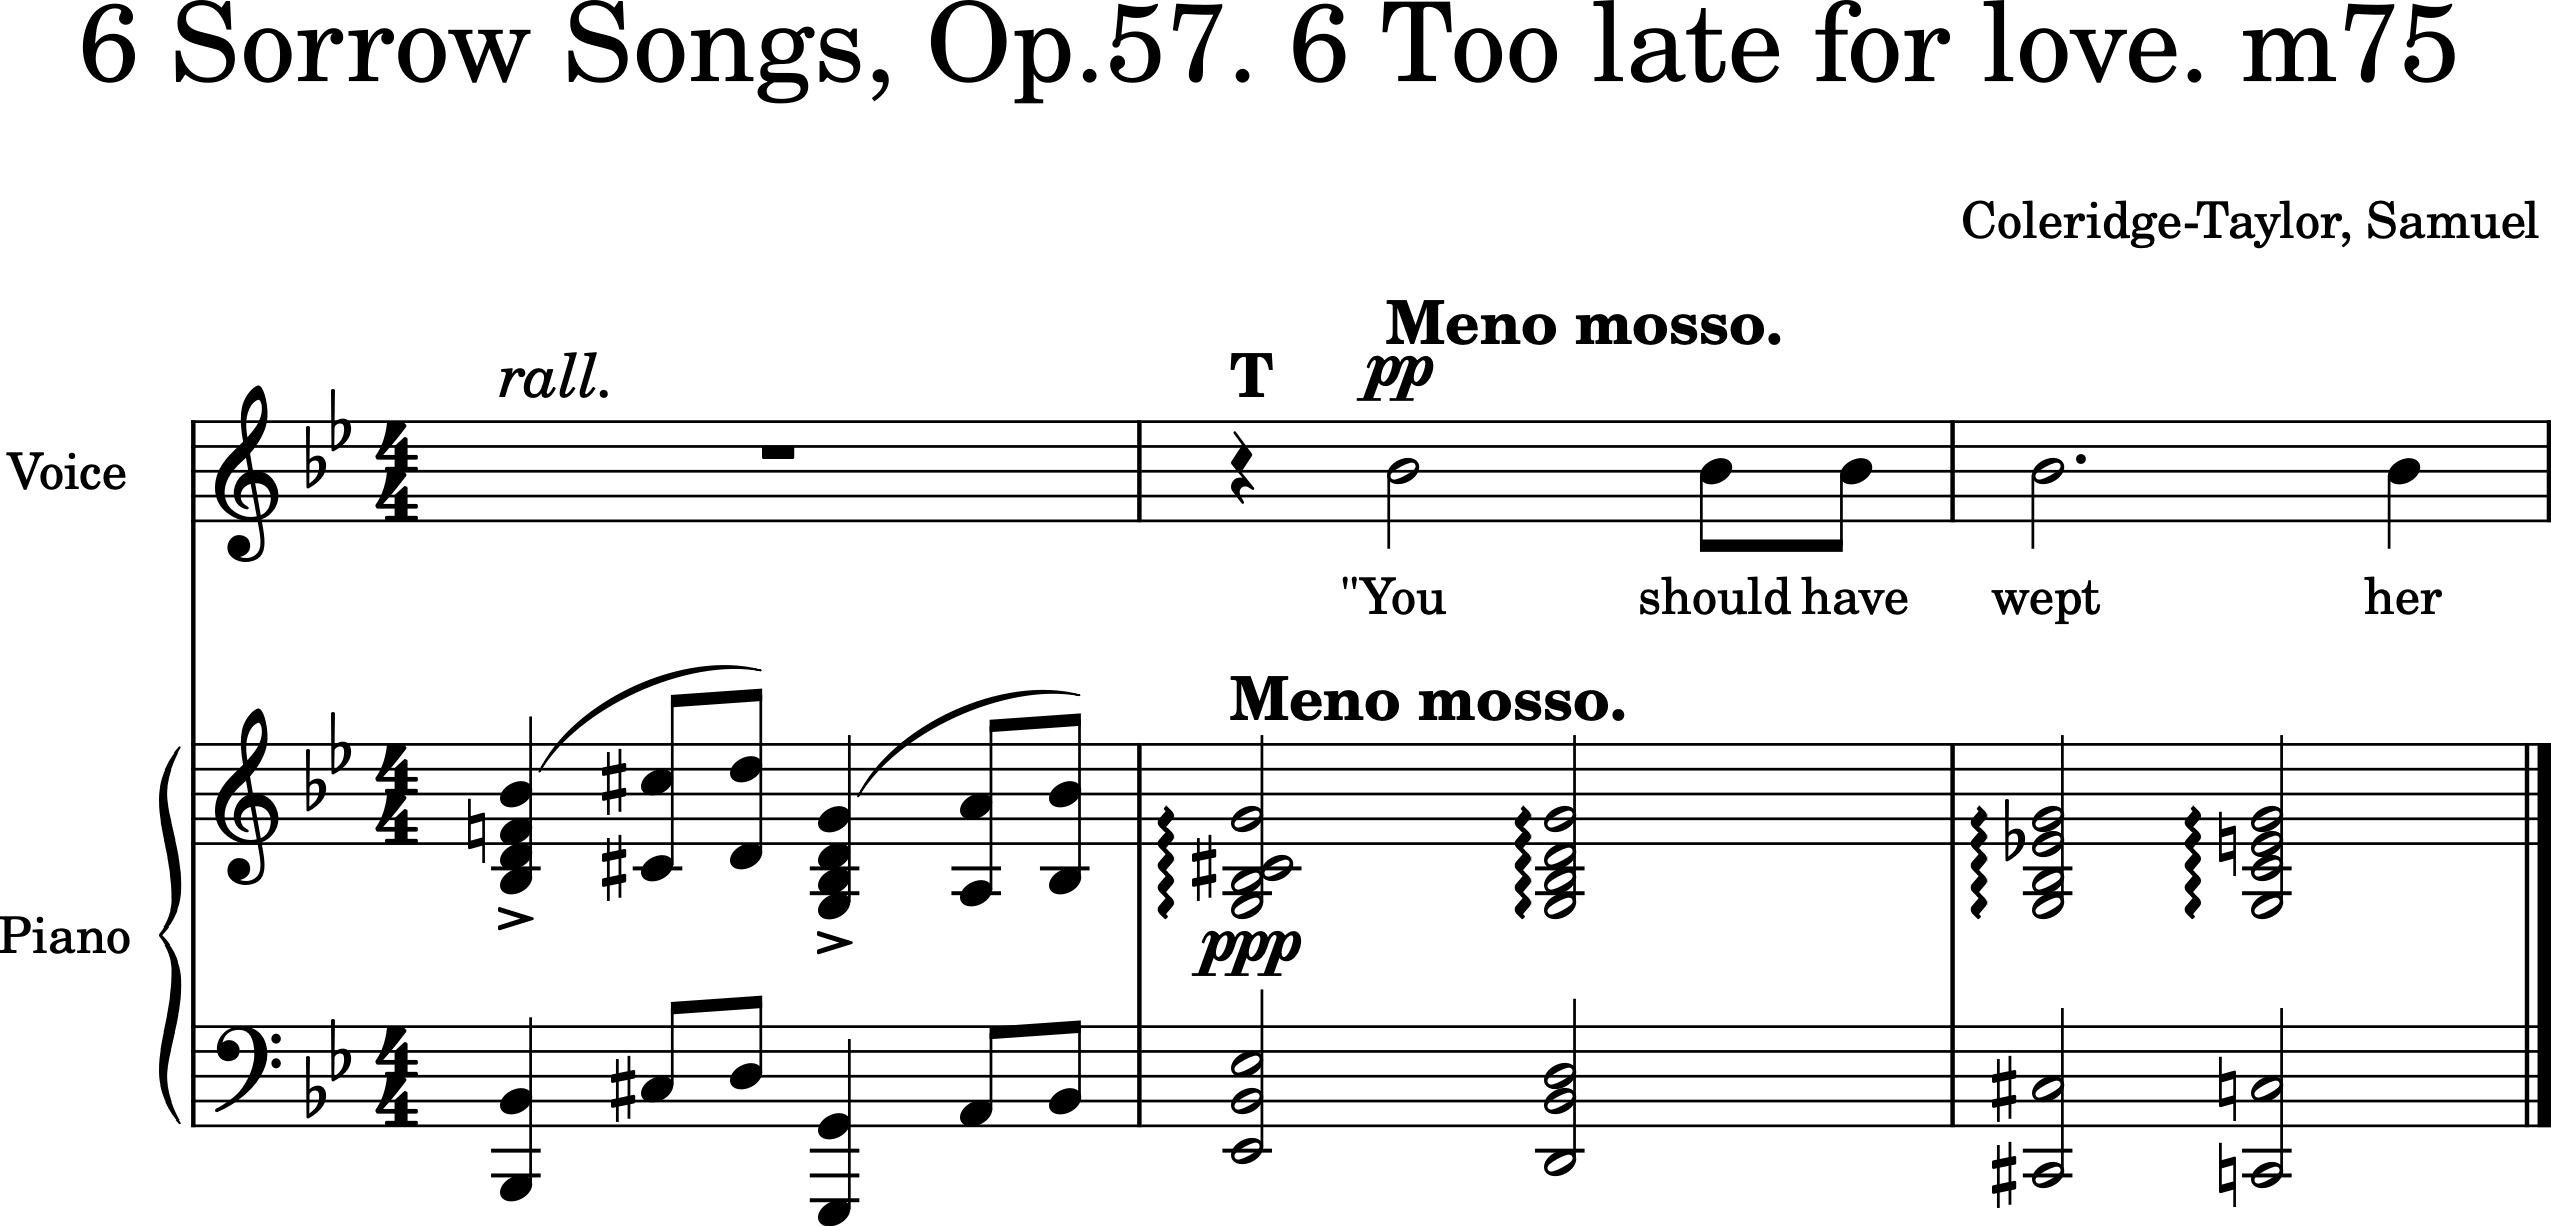 6 Sorrow Songs, Op.57. 6 Too late for love. m75
Coleridge-Taylor, Samuel
Meno mosso.
rall. T pp
Voice
"You should have wept her
Meno mosso.
Piano
ppp